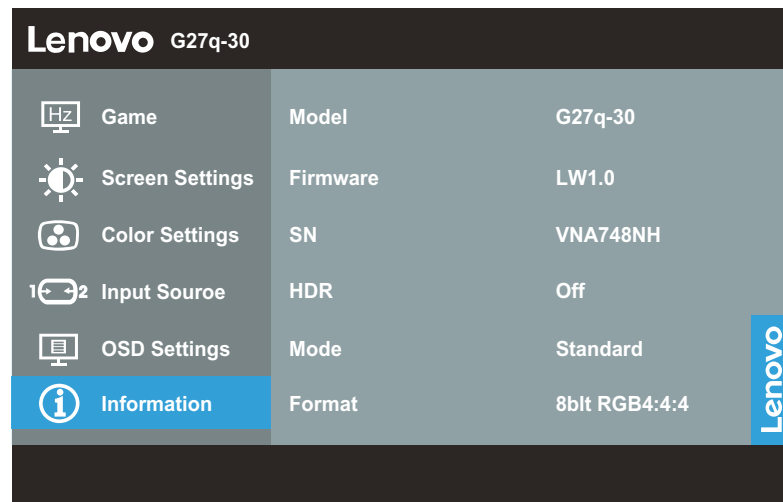 Lenovo G27q-30
Hz Game Model G27q-30
Screen Settings Firmware LW1.0
Color Settings SN VNA748NH
1 2 Input Souroe HDR Off
OSD Settings Mode Standard
Information Format 8blt RGB4:4:4
Lenovo